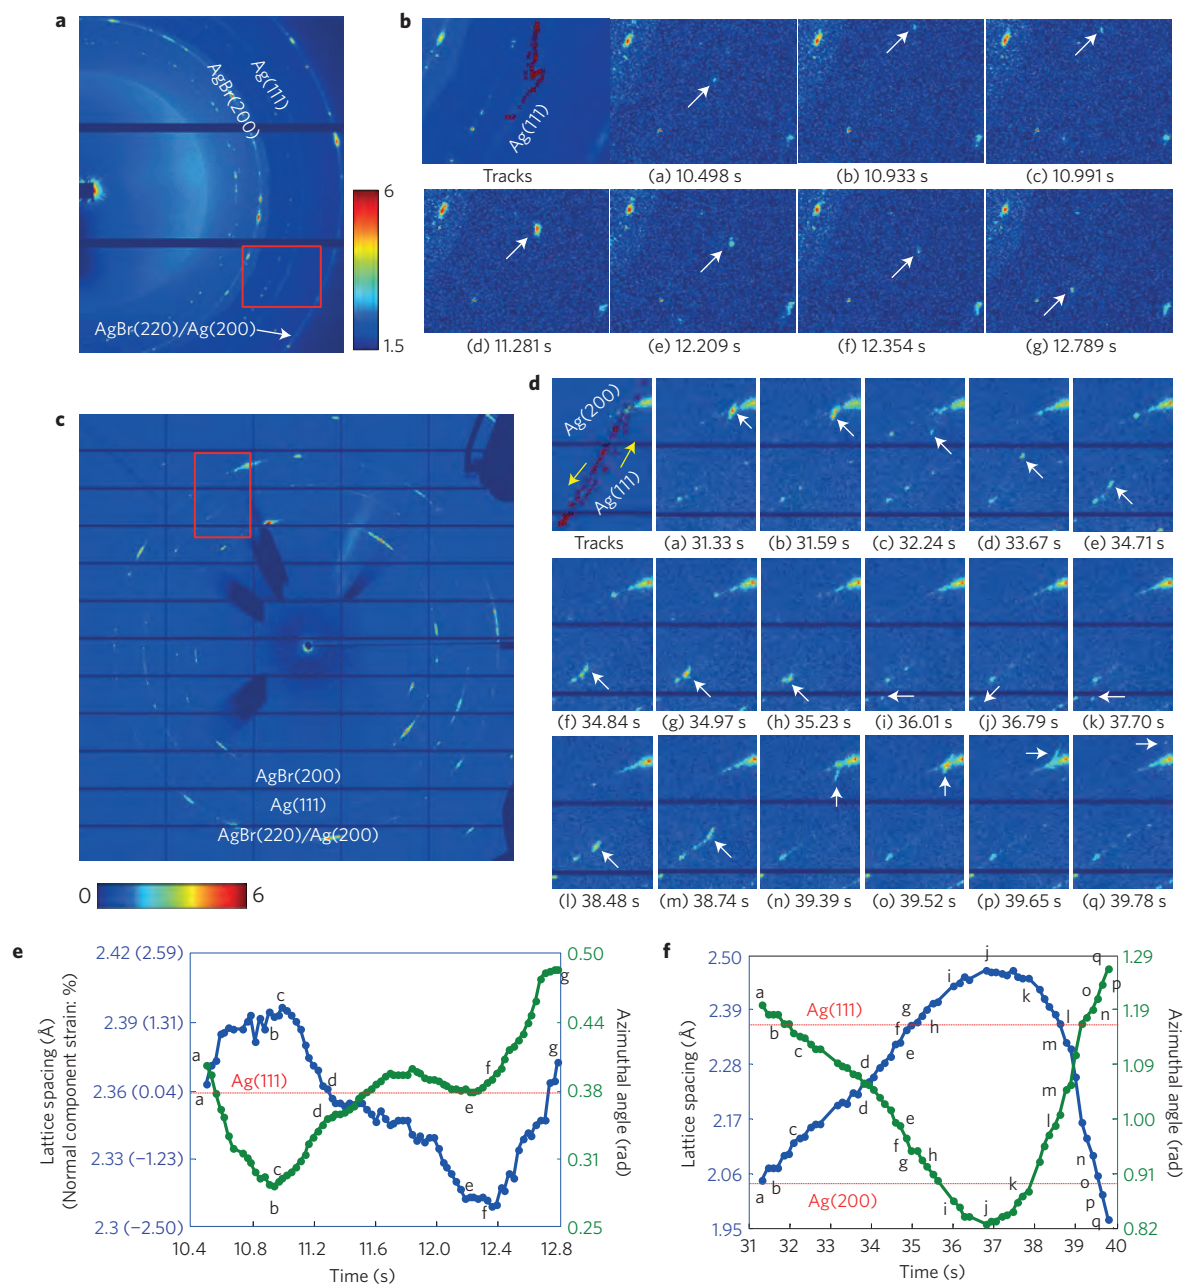 a
AgBr(200)
Ag(111)
AgBr(220)/Ag(200)
6
1.5
b
Ag(111)
Tracks
(a) 10.498 s
(b) 10.933 s
(c) 10.991 s
(d) 11.281 s
(e) 12.209 s
(f) 12.354 s
(g) 12.789 s
c
AgBr(200)
Ag(111)
AgBr(220)/Ag(200)
0
6
d
Ag(200)
Ag(111)
Tracks
(a) 31.33 s
(b) 31.59 s
(c) 32.24 s
(d) 33.67 s
(e) 34.71 s
(f) 34.84 s
(g) 34.97 s
(h) 35.23 s
(i) 36.01 s
(j) 36.79 s
(k) 37.70 s
(l) 38.48 s
(m) 38.74 s
(n) 39.39 s
(o) 39.52 s
(p) 39.65 s
(q) 39.78 s
e
Lattice spacing (Å)
(Normal component strain: %)
2.42 (2.59)
2.39 (1.31)
2.36 (0.04)
2.33 (−1.23)
2.3 (−2.50)
a
a
b
b
c
c
d
d
e
e
f
f
g
g
Ag(111)
0.50
0.44
0.38
0.31
0.25
Azimuthal angle (rad)
10.4
10.8
11.2
11.6
12.0
12.4
12.8
Time (s)
f
Lattice spacing (Å)
2.50
2.39
2.28
2.17
2.06
1.95
a
b
c
d
e
f
g
h
i
j
k
l
m
n
o
p
q
Ag(111)
a
b
c
d
e
f
g
h
i
j
k
l
m
n
o
p
q
Ag(200)
1.29
1.19
1.09
1.00
0.91
0.82
Azimuthal angle (rad)
31
32
33
34
35
36
37
38
39
40
Time (s)